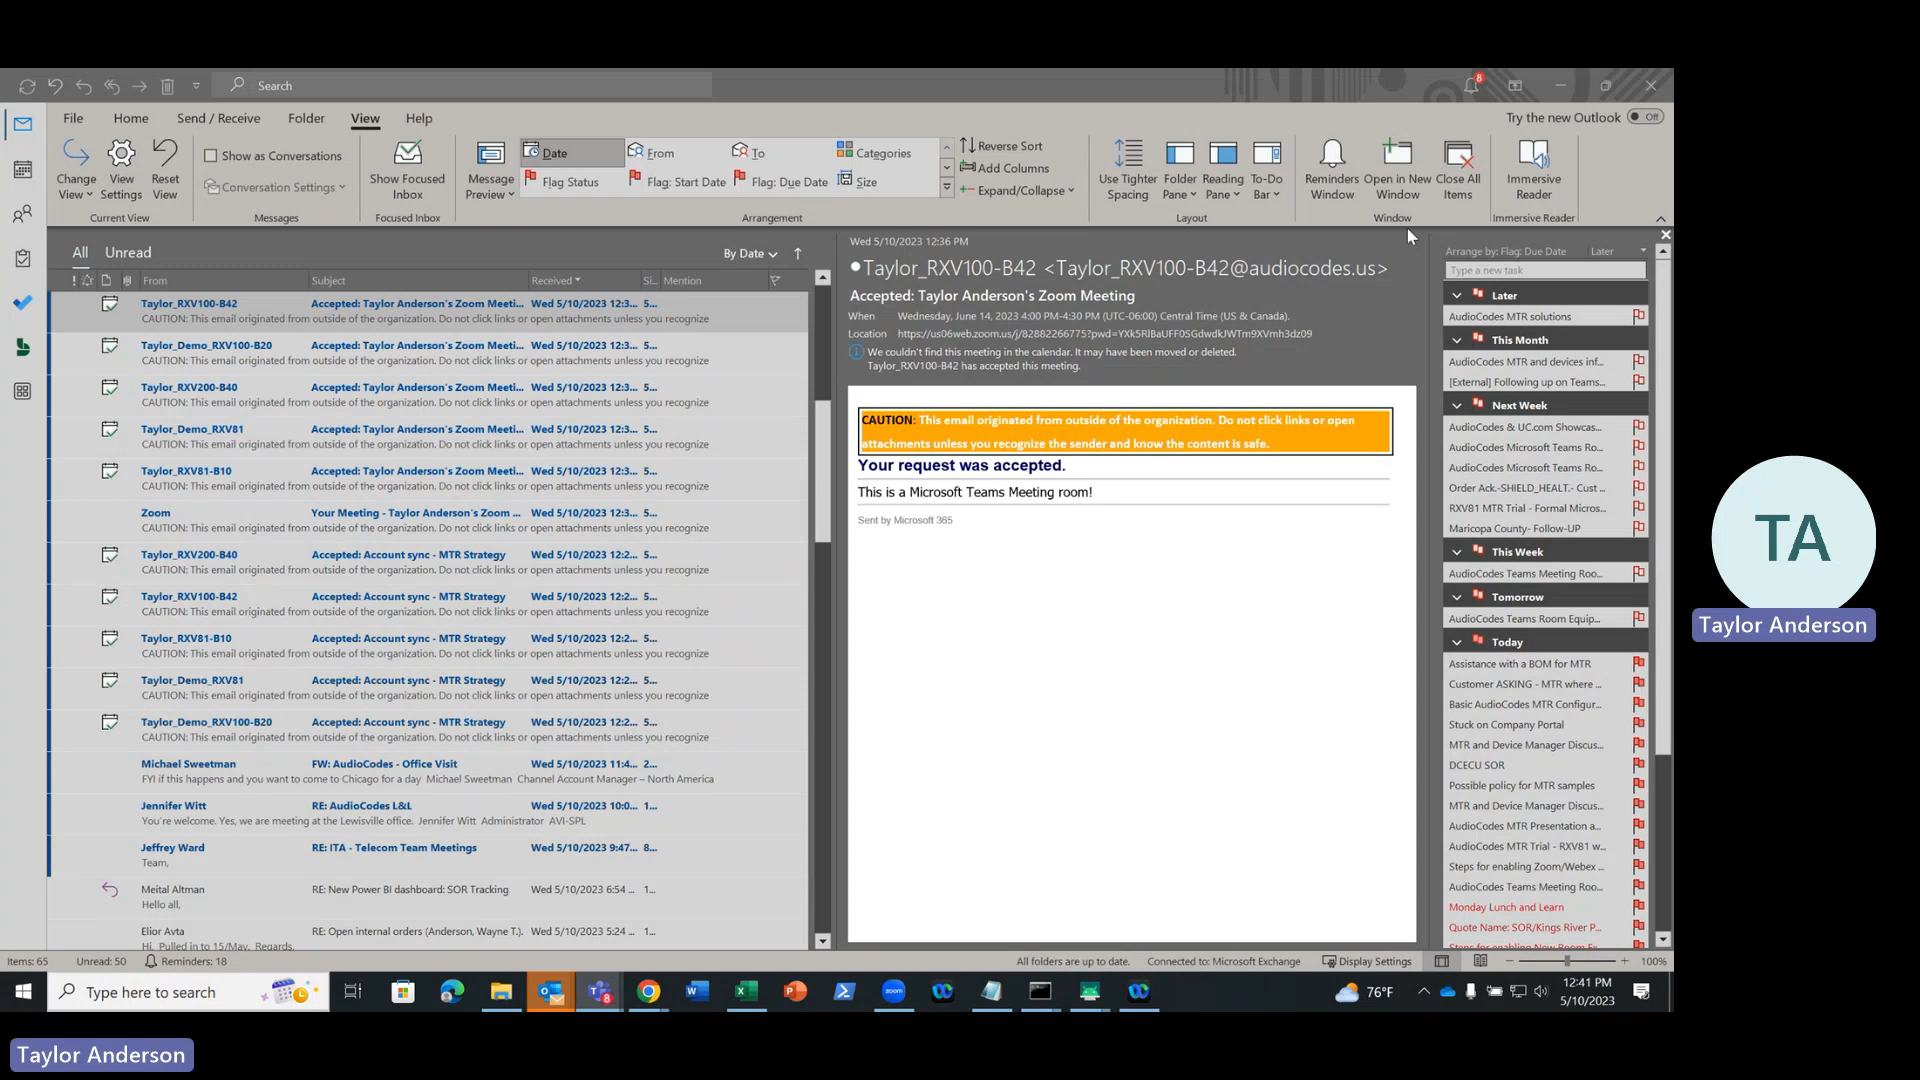 Search
8
File Home Send / Receive Folder View Help
Try the new Outlook Off
Change View
View Settings
Reset View
Current View
Show as Conversations
Conversation Settings
Messages
Show Focused Inbox
Focused Inbox
Message Preview
Date From To Categories
Flag Status Flag: Start Date Flag: Due Date Size
Arrangement
Reverse Sort
Add Columns
Expand/Collapse
Use Tighter Spacing
Folder Pane
Reading Pane
To-Do Bar
Layout
Reminders Window
Open in New Window
Close All Items
Window
Immersive Reader
Immersive Reader
All Unread By Date
From Subject Received Si... Mention
Taylor_RXV100-B42 Accepted: Taylor Anderson's Zoom Meeti... Wed 5/10/2023 12:3... 5...
CAUTION: This email originated from outside of the organization. Do not click links or open attachments unless you recognize
Taylor_Demo_RXV100-B20 Accepted: Taylor Anderson's Zoom Meeti... Wed 5/10/2023 12:3... 5...
CAUTION: This email originated from outside of the organization. Do not click links or open attachments unless you recognize
Taylor_RXV200-B40 Accepted: Taylor Anderson's Zoom Meeti... Wed 5/10/2023 12:3... 5...
CAUTION: This email originated from outside of the organization. Do not click links or open attachments unless you recognize
Taylor_Demo_RXV81 Accepted: Taylor Anderson's Zoom Meeti... Wed 5/10/2023 12:3... 5...
CAUTION: This email originated from outside of the organization. Do not click links or open attachments unless you recognize
Taylor_RXV81-B10 Accepted: Taylor Anderson's Zoom Meeti... Wed 5/10/2023 12:3... 5...
CAUTION: This email originated from outside of the organization. Do not click links or open attachments unless you recognize
Zoom Your Meeting - Taylor Anderson's Zoom ... Wed 5/10/2023 12:3... 5...
CAUTION: This email originated from outside of the organization. Do not click links or open attachments unless you recognize
Taylor_RXV200-B40 Accepted: Account sync - MTR Strategy Wed 5/10/2023 12:2... 5...
CAUTION: This email originated from outside of the organization. Do not click links or open attachments unless you recognize
Taylor_RXV100-B42 Accepted: Account sync - MTR Strategy Wed 5/10/2023 12:2... 5...
CAUTION: This email originated from outside of the organization. Do not click links or open attachments unless you recognize
Taylor_RXV81-B10 Accepted: Account sync - MTR Strategy Wed 5/10/2023 12:2... 5...
CAUTION: This email originated from outside of the organization. Do not click links or open attachments unless you recognize
Taylor_Demo_RXV81 Accepted: Account sync - MTR Strategy Wed 5/10/2023 12:2... 5...
CAUTION: This email originated from outside of the organization. Do not click links or open attachments unless you recognize
Taylor_Demo_RXV100-B20 Accepted: Account sync - MTR Strategy Wed 5/10/2023 12:2... 5...
CAUTION: This email originated from outside of the organization. Do not click links or open attachments unless you recognize
Michael Sweetman FW: AudioCodes - Office Visit Wed 5/10/2023 11:4... 2...
FYI if this happens and you want to come to Chicago for a day Michael Sweetman Channel Account Manager – North America
Jennifer Witt RE: AudioCodes L&L Wed 5/10/2023 10:0... 1...
You're welcome. Yes, we are meeting at the Lewisville office. Jennifer Witt Administrator AVI-SPL
Jeffrey Ward RE: ITA - Telecom Team Meetings Wed 5/10/2023 9:47... 8...
Team,
Meital Altman RE: New Power BI dashboard: SOR Tracking Wed 5/10/2023 6:54 ... 1...
Hello all,
Elior Avta RE: Open internal orders (Anderson, Wayne T.). Wed 5/10/2023 5:24 ... 1...
Hi, Pulled in to 15/May. Regards,
Wed 5/10/2023 12:36 PM
Taylor_RXV100-B42 <Taylor_RXV100-B42@audiocodes.us>
Accepted: Taylor Anderson's Zoom Meeting
When Wednesday, June 14, 2023 4:00 PM-4:30 PM (UTC-06:00) Central Time (US & Canada).
Location https://us06web.zoom.us/j/82882266775?pwd=YXk5RlBaUFF0SGdwdkJWTm9XVmh3dz09
We couldn't find this meeting in the calendar. It may have been moved or deleted.
Taylor_RXV100-B42 has accepted this meeting.
CAUTION: This email originated from outside of the organization. Do not click links or open
attachments unless you recognize the sender and know the content is safe.
Your request was accepted.
This is a Microsoft Teams Meeting room!
Sent by Microsoft 365
Arrange by: Flag: Due Date Later
Type a new task
Later
AudioCodes MTR solutions
This Month
AudioCodes MTR and devices inf...
[External] Following up on Teams...
Next Week
AudioCodes & UC.com Showcas...
AudioCodes Microsoft Teams Ro...
AudioCodes Microsoft Teams Ro...
Order Ack.-SHIELD_HEALT.- Cust ...
RXV81 MTR Trial - Formal Micros...
Maricopa County- Follow-UP
This Week
AudioCodes Teams Meeting Roo...
Tomorrow
AudioCodes Teams Room Equip...
Today
Assistance with a BOM for MTR
Customer ASKING - MTR where ...
Basic AudioCodes MTR Configur...
Stuck on Company Portal
MTR and Device Manager Discus...
DCECU SOR
Possible policy for MTR samples
MTR and Device Manager Discus...
AudioCodes MTR Presentation a...
AudioCodes MTR Trial - RXV81 w...
Steps for enabling Zoom/Webex ...
AudioCodes Teams Meeting Roo...
Monday Lunch and Learn
Quote Name: SOR/Kings River P...
Items: 65 Unread: 50 Reminders: 18
All folders are up to date. Connected to: Microsoft Exchange Display Settings 100%
Type here to search
8
zoom
76°F
12:41 PM
5/10/2023
TA
Taylor Anderson
Taylor Anderson